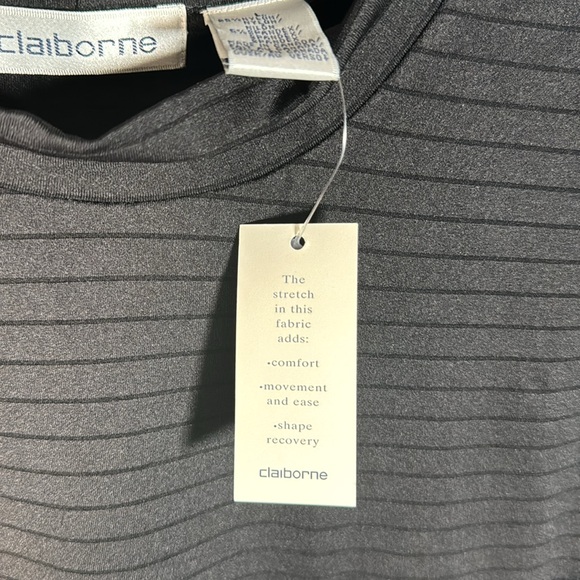 claiborne
The
stretch
in this
fabric
adds:
•comfort
•movement
and ease
•shape
recovery
claiborne